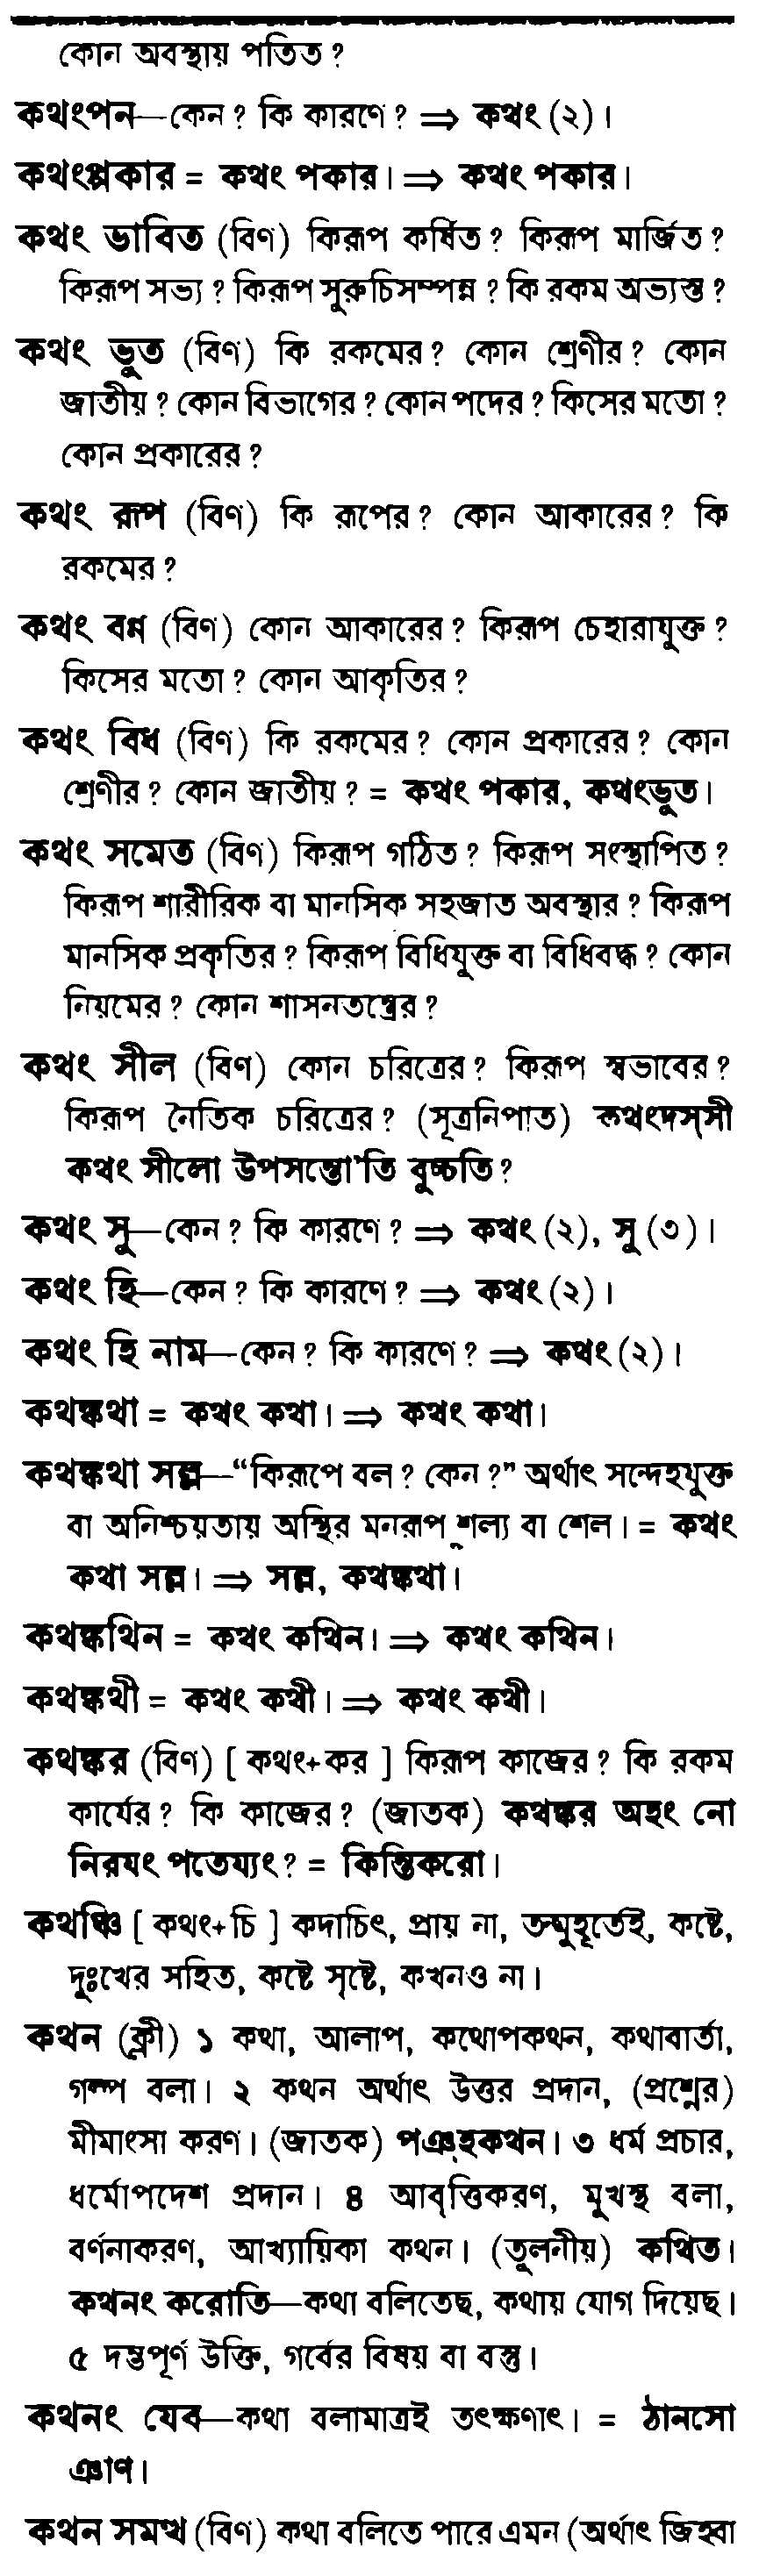 কোন অবস্থায় পতিত?
কথংপন—কেন? কি কারণে? ⇒ কথং (২)।
কথংপ্পকার = কথং পকার। ⇒ কথং পকার।
কথং ভাবিত (বিণ) কিরূপ কর্ষিত? কিরূপ মার্জিত?
কিরূপ সভ্য? কিরূপ সুরুচিসম্পন্ন? কি রকম অভ্যস্ত?
কথং ভূত (বিণ) কি রকমের? কোন শ্রেণীর? কোন
জাতীয়? কোন বিভাগের? কোন পদের? কিসের মতো?
কোন প্রকারের?
কথং রূপ (বিণ) কি রূপের? কোন আকারের? কি
রকমের?
কথং বণ্ন (বিণ) কোন আকারের? কিরূপ চেহারাযুক্ত?
কিসের মতো? কোন আকৃতির?
কথং বিধ (বিণ) কি রকমের? কোন প্রকারের? কোন
শ্রেণীর? কোন জাতীয়? = কথং পকার, কথংভূত।
কথং সমেত (বিণ) কিরূপ গঠিত? কিরূপ সংস্থাপিত?
কিরূপ শারীরিক বা মানসিক সহজাত অবস্থার? কিরূপ
মানসিক প্রকৃতির? কিরূপ বিধিযুক্ত বা বিধিবদ্ধ? কোন
নিয়মের? কোন শাসনতন্ত্রের?
কথং সীল (বিণ) কোন চরিত্রের? কিরূপ স্বভাবের?
কিরূপ নৈতিক চরিত্রের? (সূত্রনিপাত) কথংদস্সী
কথং সীলো উপসন্তো'তি বুচ্চতি?
কথং সু—কেন? কি কারণে? ⇒ কথং (২), সু (৩)।
কথং হি—কেন? কি কারণে? ⇒ কথং (২)।
কথং হি নাম—কেন? কি কারণে? ⇒ কথং (২)।
কথঙ্কথা = কথং কথা। ⇒ কথং কথা।
কথঙ্কথা সল্ল—“কিরূপে বল? কেন?” অর্থাৎ সন্দেহযুক্ত
বা অনিশ্চয়তায় অস্থির মনরূপ শল্য বা শেল। = কথং
কথা সল্ল। ⇒ সল্ল, কথঙ্কথা।
কথঙ্কথিন = কথং কথিন। ⇒ কথং কথিন।
কথঙ্কথী = কথং কথী। ⇒ কথং কথী।
কথঙ্কর (বিণ) [ কথং+কর ] কিরূপ কাজের? কি রকম
কার্যের? কি কাজের? (জাতক) কথঙ্কর অহং নো
নিরযং পতেয্যং? = কিন্তিকরো।
কথঞ্চি [ কথং+চি ] কদাচিৎ, প্রায় না, তন্মুহূর্তেই, কষ্টে,
দুঃখের সহিত, কষ্টে সৃষ্টে, কখনও না।
কথন (ক্লী) ১ কথা, আলাপ, কথোপকথন, কথাবার্তা,
গল্প বলা। ২ কথন অর্থাৎ উত্তর প্রদান, (প্রশ্নের)
মীমাংসা করণ। (জাতক) পঞ্হকথন। ৩ ধর্ম প্রচার,
ধর্মোপদেশ প্রদান। ৪ আবৃত্তিকরণ, মুখস্থ বলা,
বর্ণনাকরণ, আখ্যায়িকা কথন। (তুলনীয়) কথিত।
কথনং করোতি—কথা বলিতেছ, কথায় যোগ দিয়েছ।
৫ দম্ভপূর্ণ উক্তি, গর্বের বিষয় বা বস্তু।
কথনং যেব—কথা বলামাত্রই তৎক্ষণাৎ। = ঠানসো
ঞাণ।
কথন সমত্থ (বিণ) কথা বলিতে পারে এমন (অর্থাৎ জিহ্বা